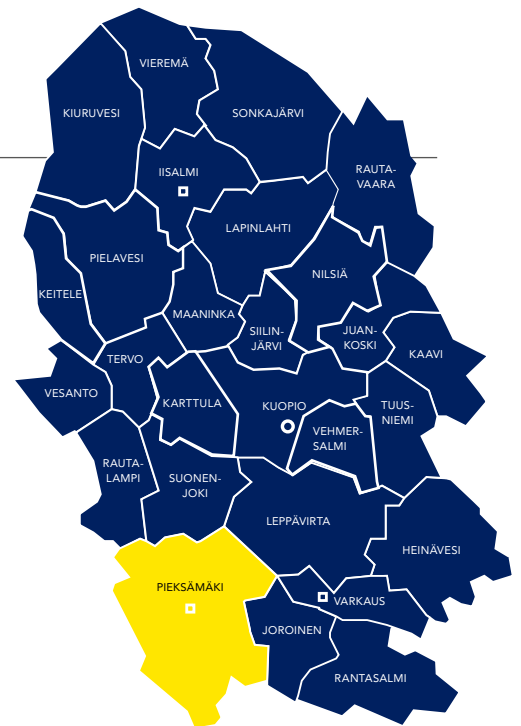 VIEREMÄ
KIURUVESI
SONKAJÄRVI
IISALMI
RAUTA-
VAARA
LAPINLAHTI
PIELAVESI
NILSIÄ
KEITELE
MAANINKA
SIILIN-
JÄRVI
JUAN-
KOSKI
KAAVI
TERVO
VESANTO
KARTTULA
KUOPIO
TUUS-
NIEMI
VEHMER-
SALMI
RAUTA-
LAMPI
SUONEN-
JOKI
LEPPÄVIRTA
HEINÄVESI
PIEKSÄMÄKI
VARKAUS
JOROINEN
RANTASALMI